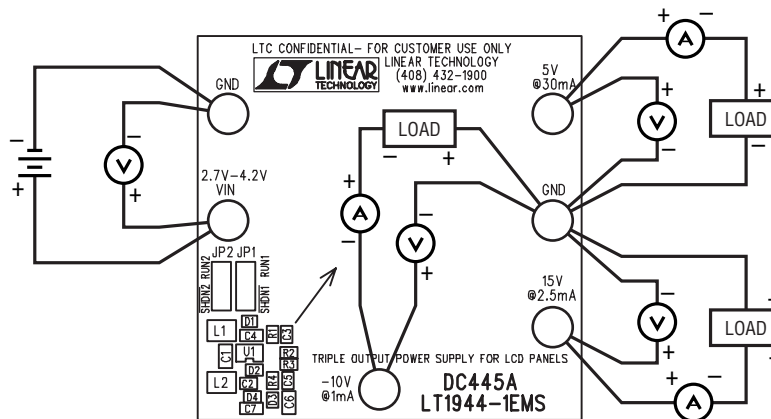 LTC CONFIDENTIAL- FOR CUSTOMER USE ONLY
LINEAR TECHNOLOGY
LINEAR TECHNOLOGY
(408) 432-1900
www.linear.com
GND
5V
@30mA
+ -
A
+
LOAD
-
-
V
+
+
V
-
LOAD
- +
+
A
-
-
V
+
2.7V-4.2V
VIN
GND
JP2 JP1
SHDN2 RUN2
SHDN1 RUN1
-
+
15V
@2.5mA
-
V
+
-
LOAD
+
+ -
A
D1
C4
R1
C3
L1
C1
U1
R2
R3
D2
L2
C2
R4
C5
D4
C7
D3
C6
TRIPLE OUTPUT POWER SUPPLY FOR LCD PANELS
-10V
@1mA
DC445A
LT1944-1EMS